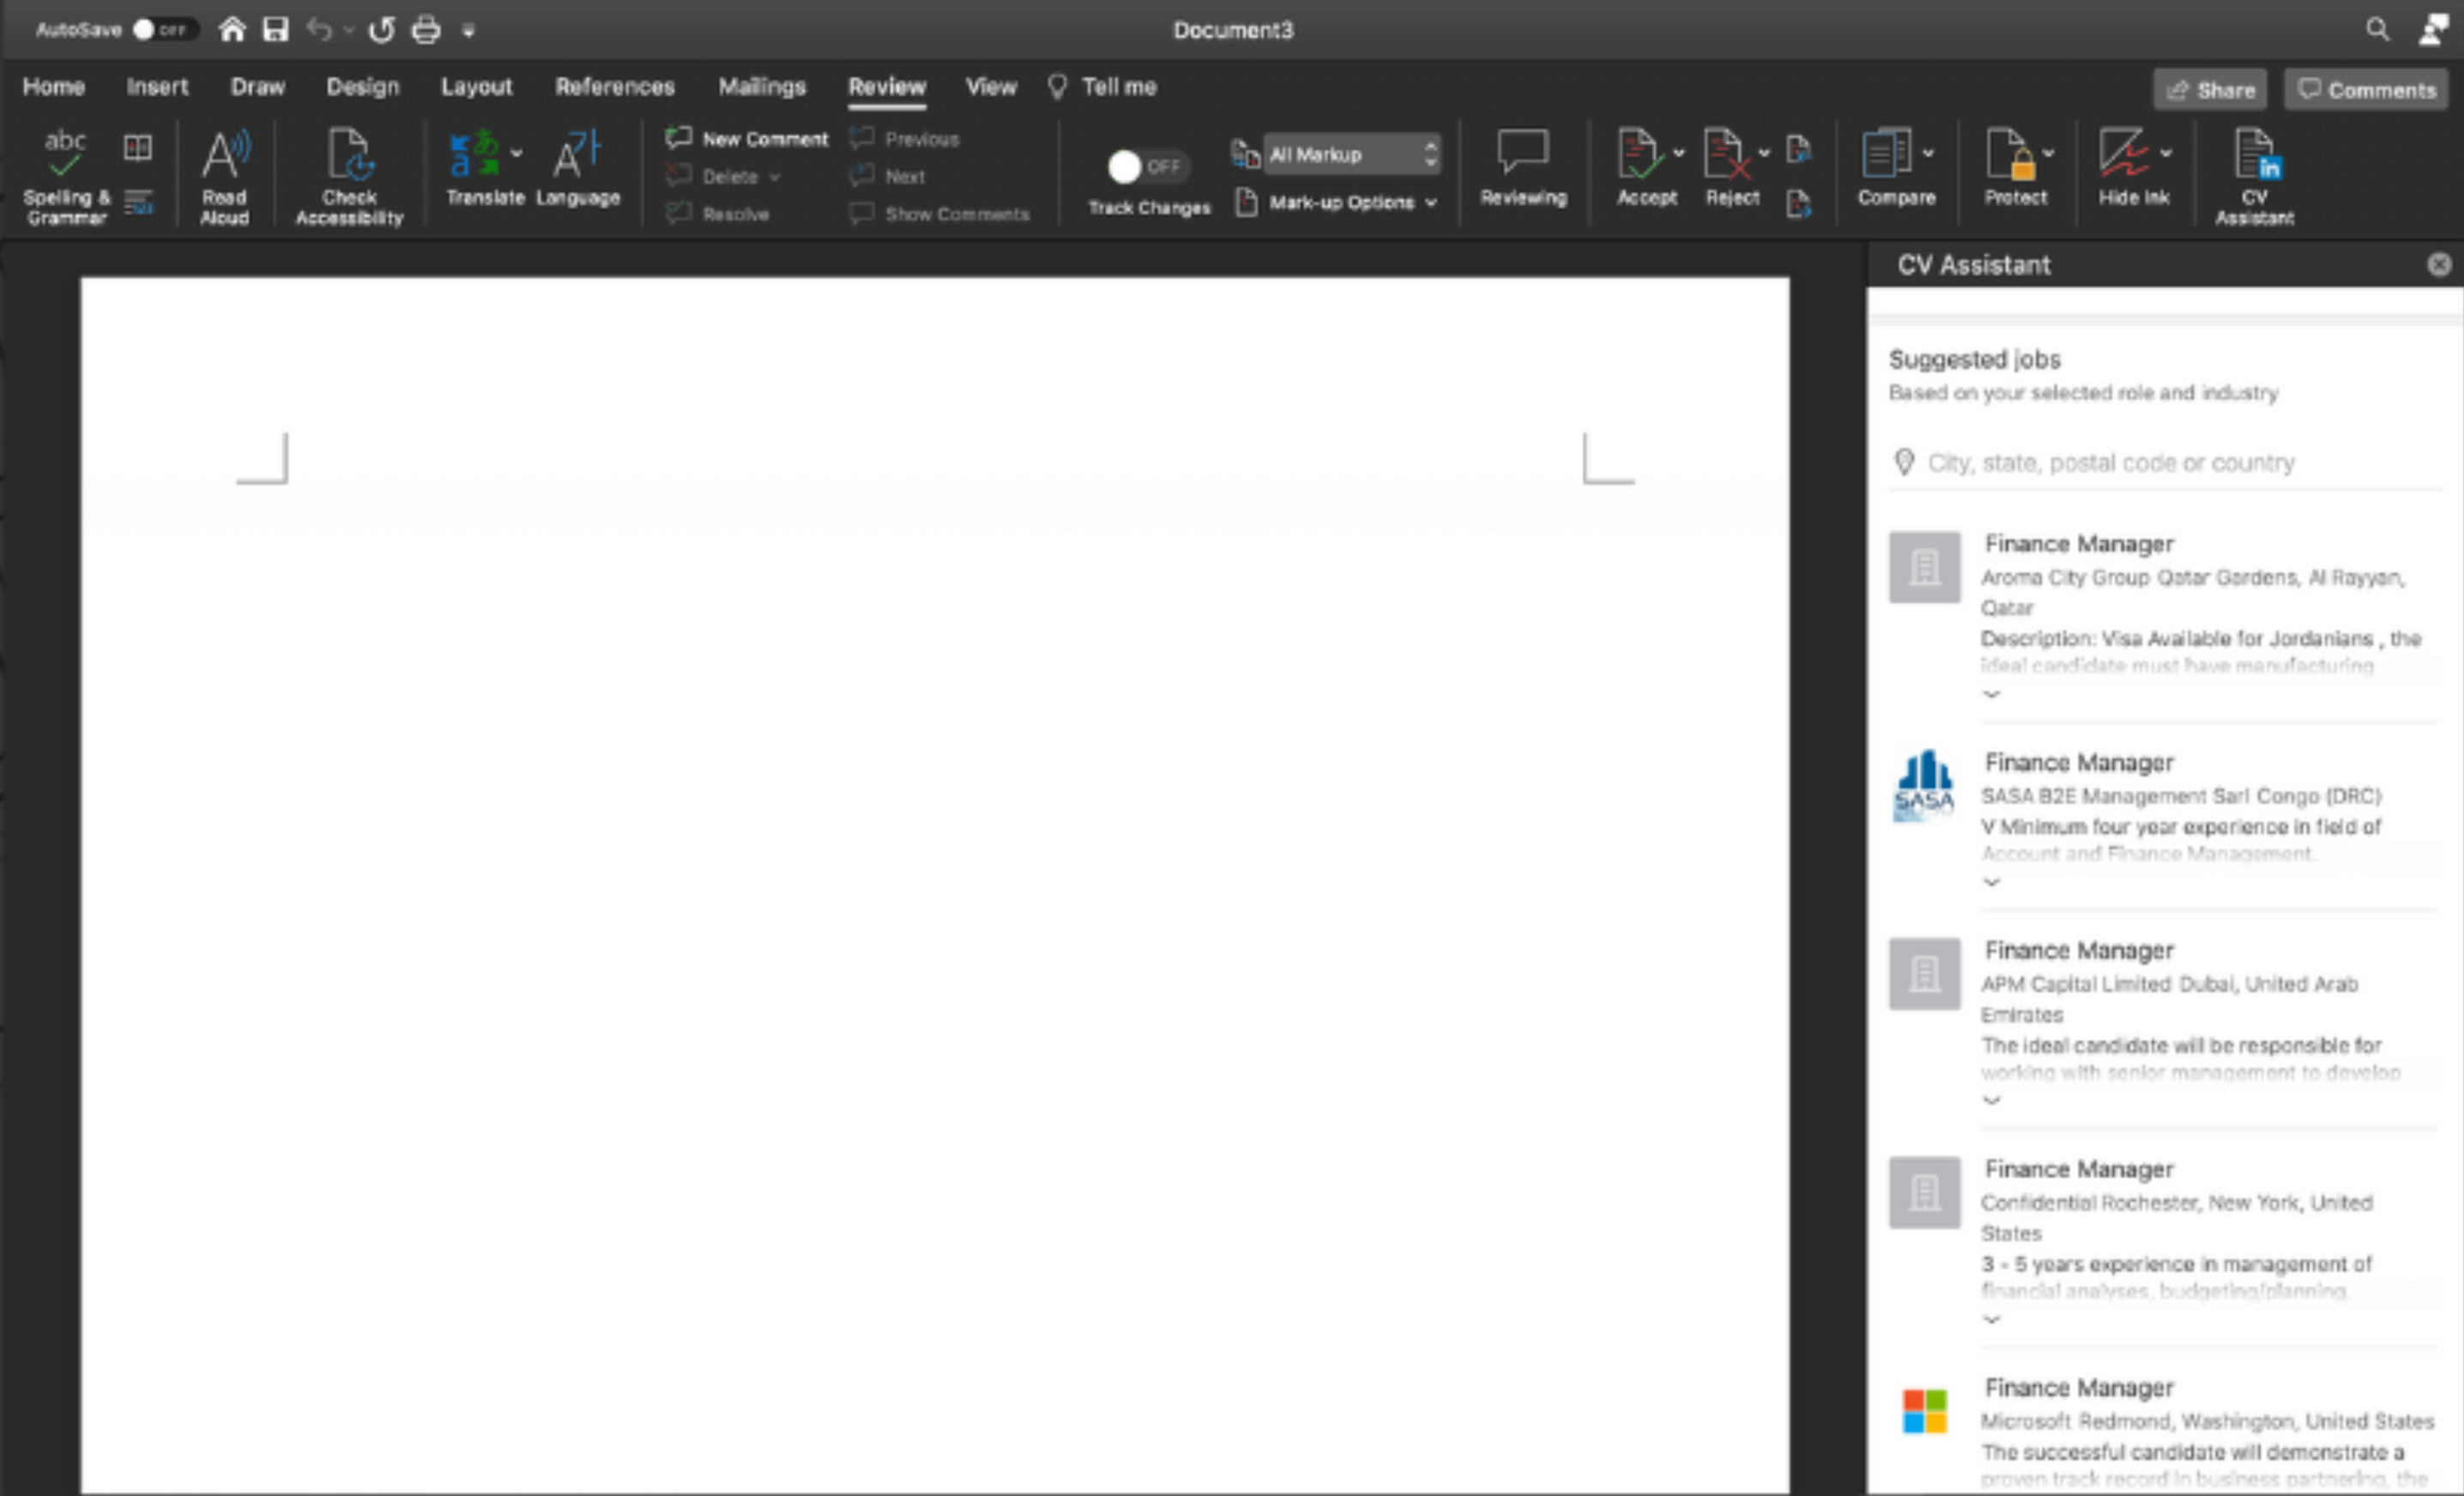 AutoSave OFF
Document3
Home Insert Draw Design Layout References Mailings Review View Tell me
Share Comments
abc
Spelling & Grammar
Read Aloud
Check Accessibility
Translate
Language
New Comment
Delete
Resolve
Previous
Next
Show Comments
OFF
Track Changes
All Markup
Mark-up Options
Reviewing
Accept
Reject
Compare
Protect
Hide Ink
in
CV Assistant
CV Assistant
Suggested jobs
Based on your selected role and industry
City, state, postal code or country
Finance Manager
Aroma City Group Qatar Gardens, Al Rayyan,
Qatar
Description: Visa Available for Jordanians , the
ideal candidate must have manufacturing
SASA
Finance Manager
SASA B2E Management Sarl Congo (DRC)
V Minimum four year experience in field of
Account and Finance Management.
Finance Manager
APM Capital Limited Dubai, United Arab
Emirates
The ideal candidate will be responsible for
working with senior management to develop
Finance Manager
Confidential Rochester, New York, United
States
3 - 5 years experience in management of
financial analyses, budgeting/planning,
Finance Manager
Microsoft Redmond, Washington, United States
The successful candidate will demonstrate a
proven track record in business partnering, the